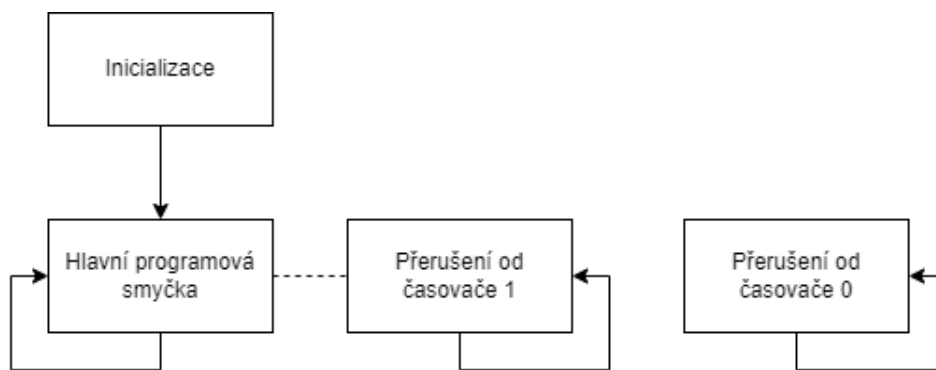 Inicializace
Hlavní programová
smyčka
Přerušení od
časovače 1
Přerušení od
časovače 0